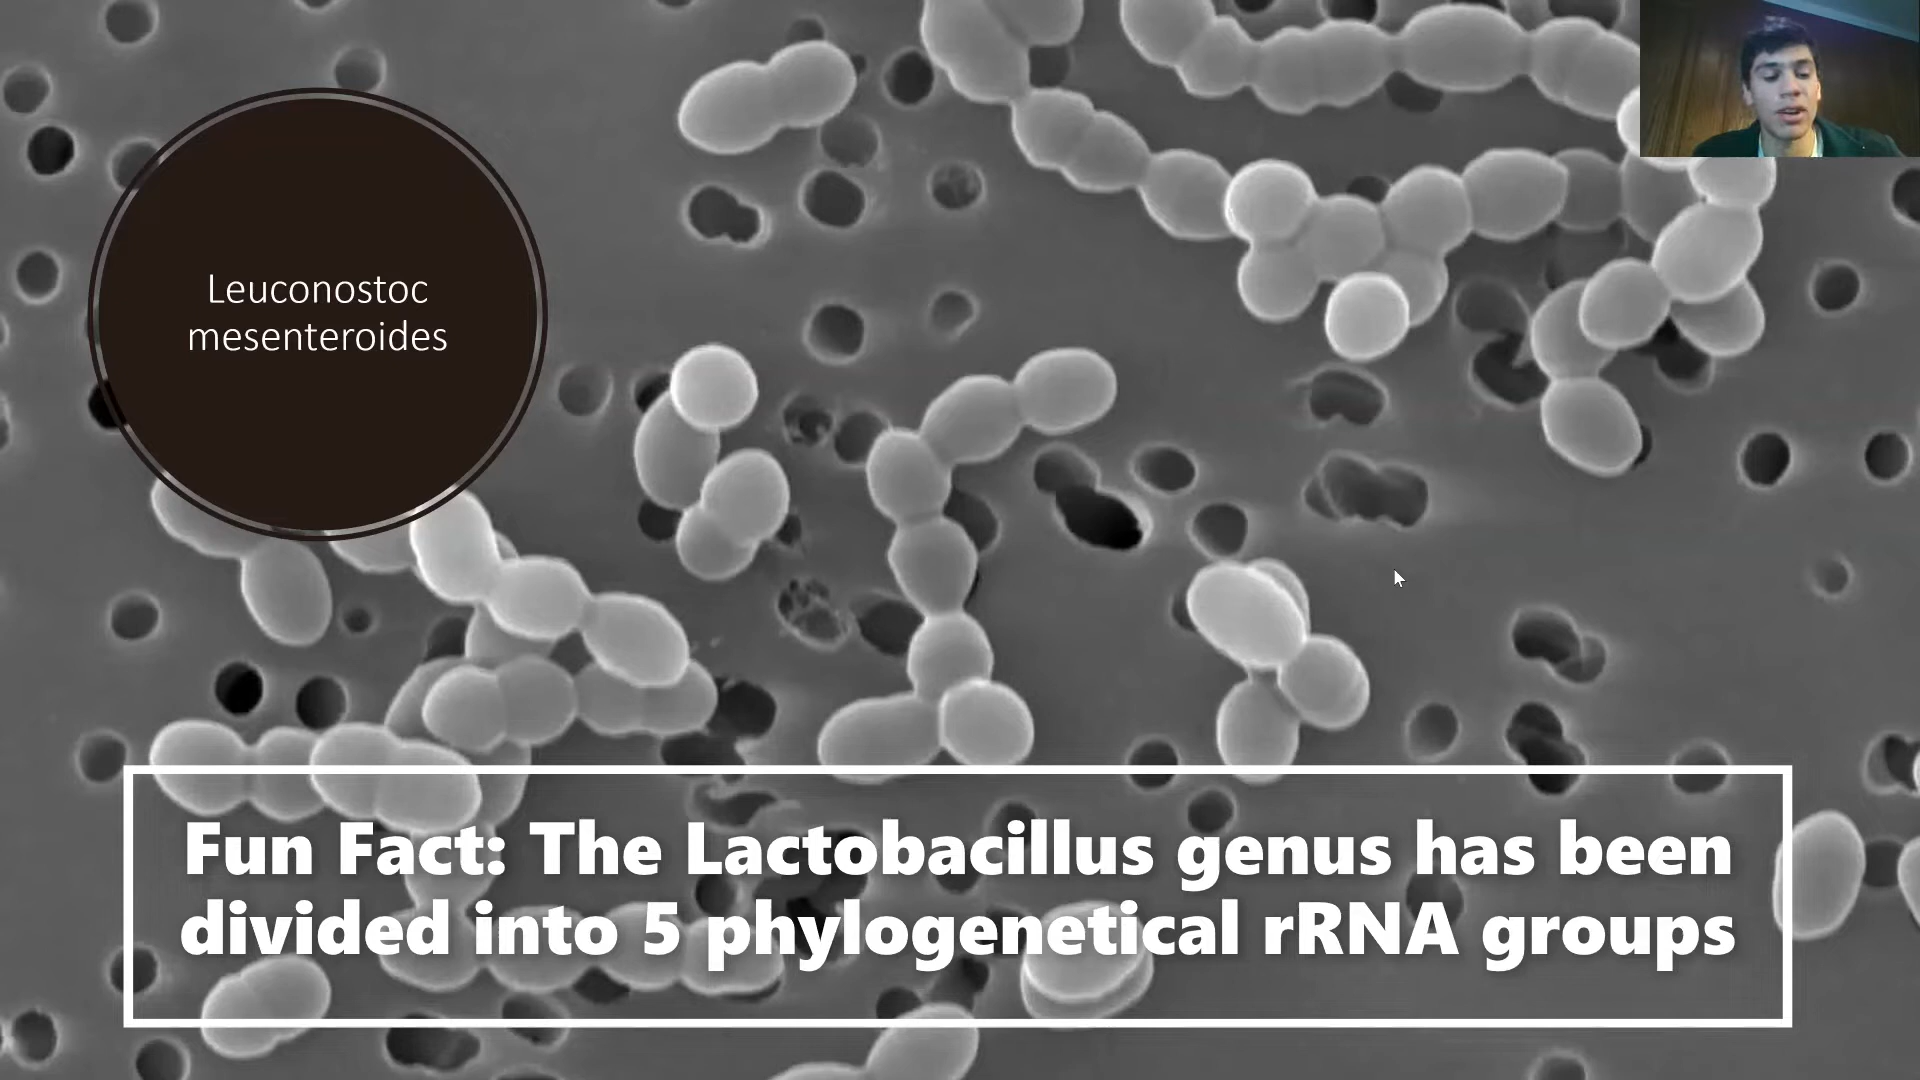 Leuconostoc
mesenteroides
Fun Fact: The Lactobacillus genus has been
divided into 5 phylogenetical rRNA groups